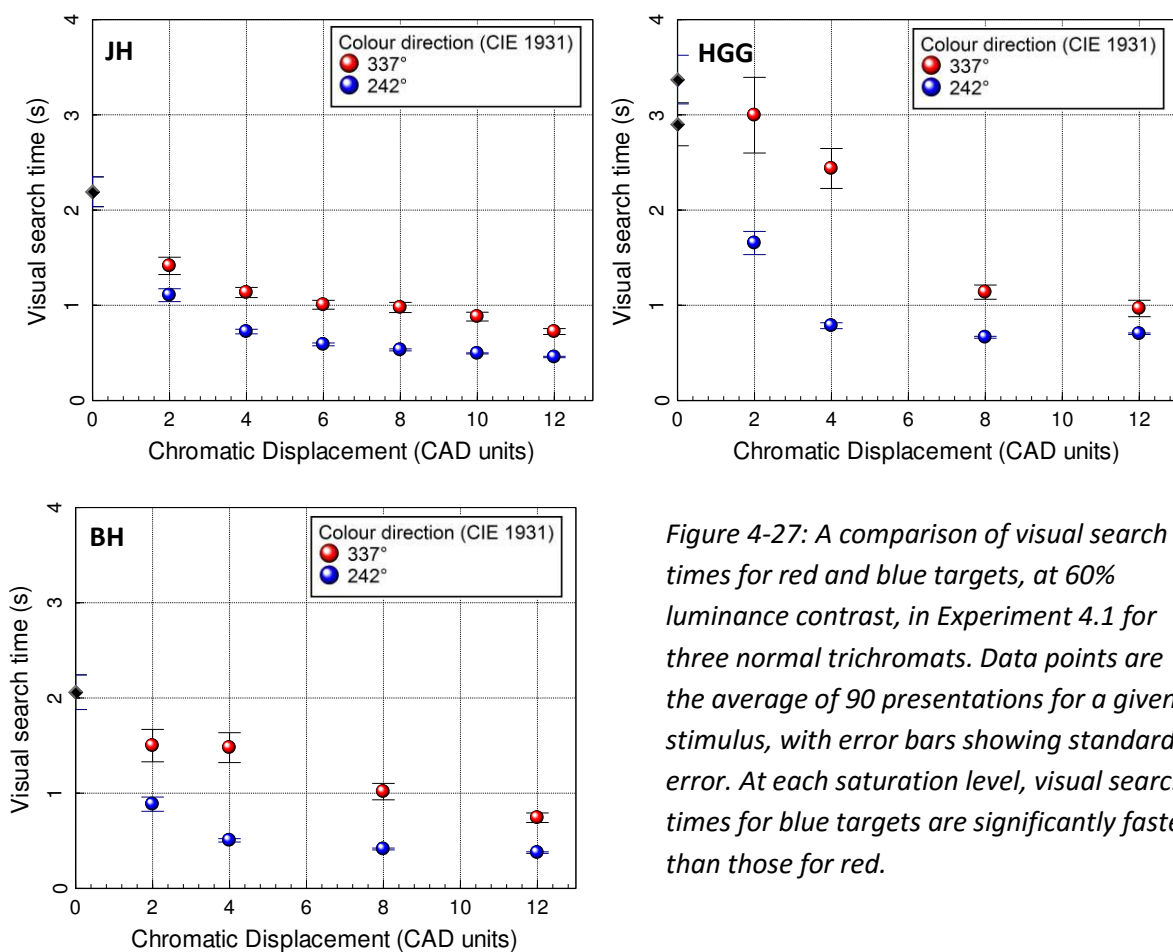 JH
Colour direction (CIE 1931)
337°
242°
Visual search time (s)
4
3
2
1
0
0 2 4 6 8 10 12
Chromatic Displacement (CAD units)
HGG
Colour direction (CIE 1931)
337°
242°
Visual search time (s)
4
3
2
1
0
0 2 4 6 8 10 12
Chromatic Displacement (CAD units)
BH
Colour direction (CIE 1931)
337°
242°
Visual search time (s)
4
3
2
1
0
0 2 4 6 8 10 12
Chromatic Displacement (CAD units)
Figure 4-27: A comparison of visual search
times for red and blue targets, at 60%
luminance contrast, in Experiment 4.1 for
three normal trichromats. Data points are
the average of 90 presentations for a given
stimulus, with error bars showing standard
error. At each saturation level, visual searc
times for blue targets are significantly faste
than those for red.